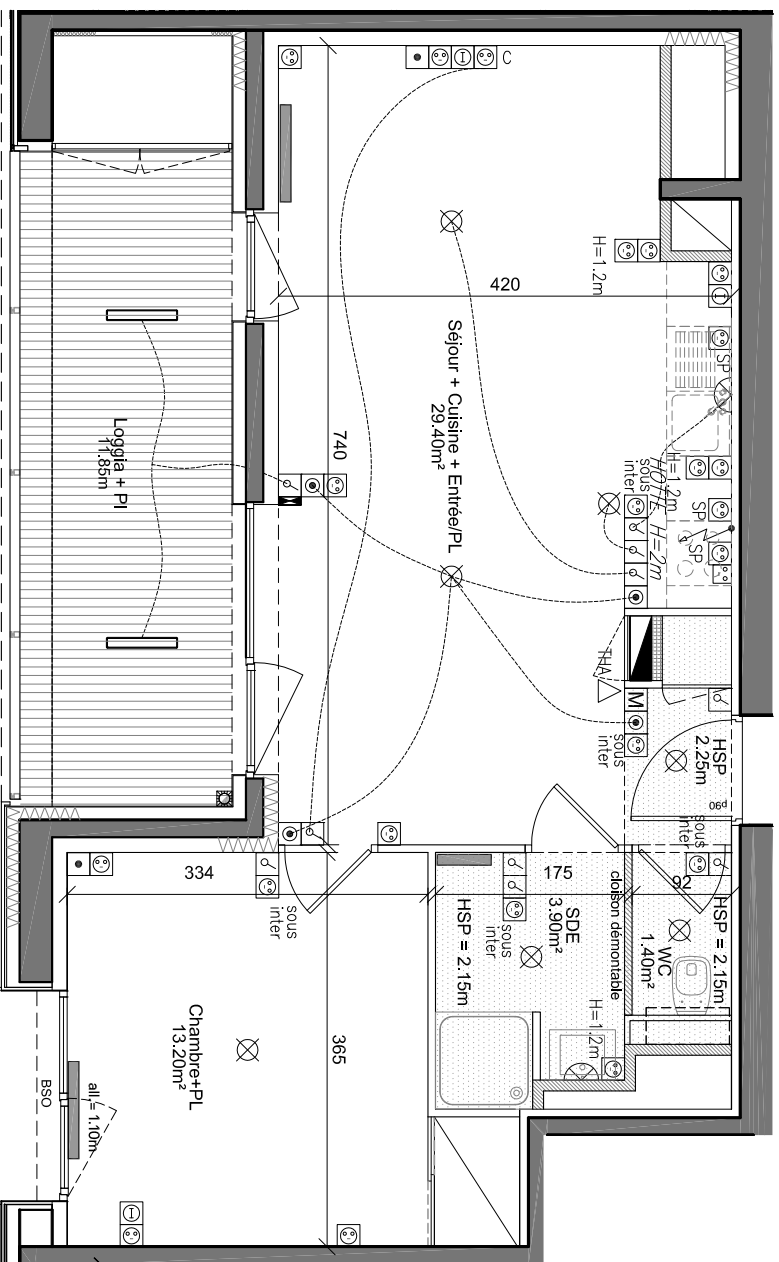 C
H=1.2m
420
Séjour + Cuisine + Entrée/PL
29.40m²
SP
740
Loggia + Pl
11.85m
sous
inter
HOTTE H=2m
H=1.2m
SP
SP
THA
M
sous
inter
HSP
2.25m
p90
sous
inter
334
175
92
sous
inter
cloison démontable
SDE
3.90m²
HSP = 2.15m
sous
inter
WC
1.40m²
HSP = 2.15m
H=1.2m
Chambre+PL
13.20m²
365
all. = 1.10m
BSO